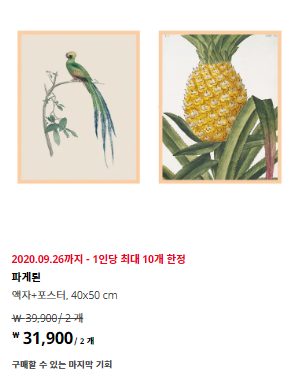 2020.09.26까지 - 1인당 최대 10개 한정
파게뢴
액자+포스터, 40x50 cm
₩ 39,900/ 2 개
₩ 31,900/ 2 개
구매할 수 있는 마지막 기회